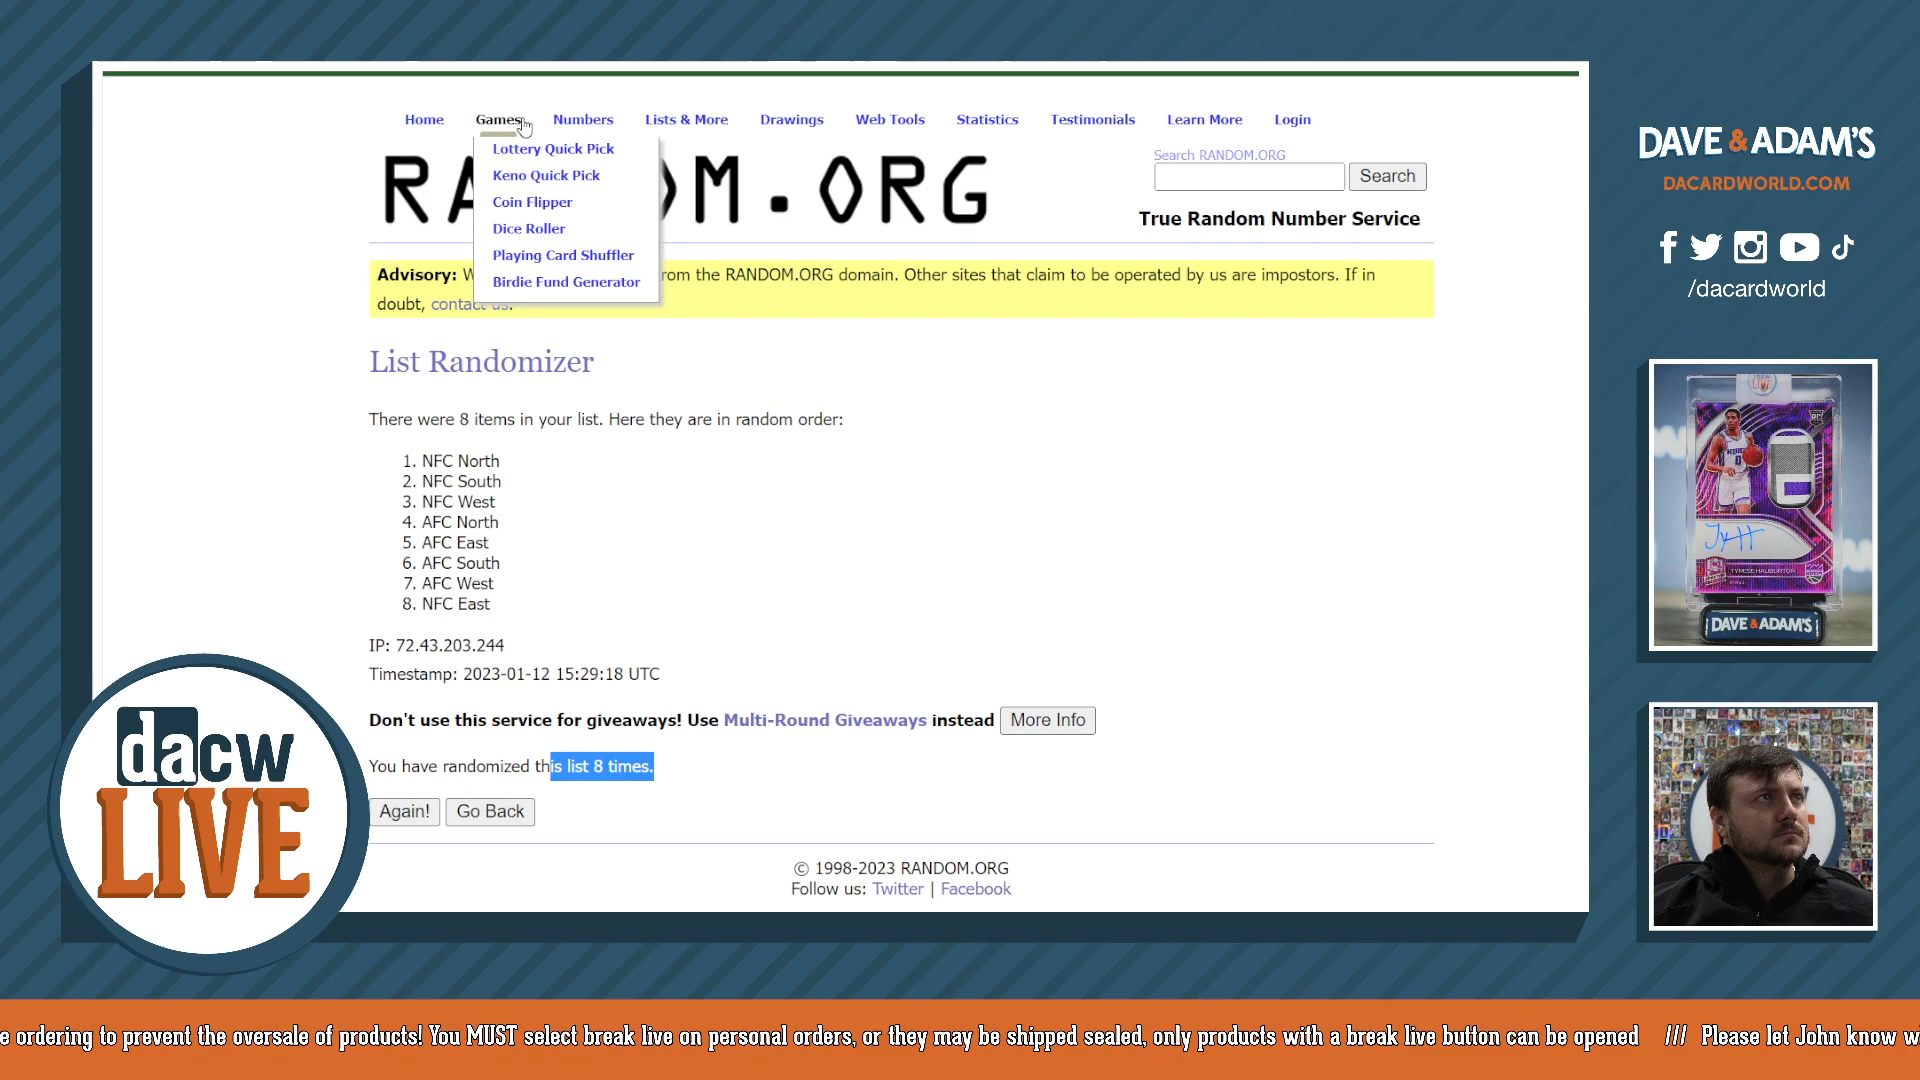 Home Games Numbers Lists & More Drawings Web Tools Statistics Testimonials Learn More Login
Lottery Quick Pick
Keno Quick Pick
Coin Flipper
Dice Roller
Playing Card Shuffler
Birdie Fund Generator
RA M.ORG
Search RANDOM.ORG
Search
True Random Number Service
Advisory: W rom the RANDOM.ORG domain. Other sites that claim to be operated by us are impostors. If in
doubt, contact us.
List Randomizer
There were 8 items in your list. Here they are in random order:
1. NFC North
2. NFC South
3. NFC West
4. AFC North
5. AFC East
6. AFC South
7. AFC West
8. NFC East
IP: 72.43.203.244
Timestamp: 2023-01-12 15:29:18 UTC
Don't use this service for giveaways! Use Multi-Round Giveaways instead More Info
You have randomized this list 8 times.
Again! Go Back
© 1998-2023 RANDOM.ORG
Follow us: Twitter | Facebook
dacw
LIVE
DAVE & ADAM'S
DACARDWORLD.COM
/dacardworld
RC
KINGS
0
TYRESE HALIBURTON
DAVE & ADAM'S
e ordering to prevent the oversale of products! You MUST select break live on personal orders, or they may be shipped sealed, only products with a break live button can be opened /// Please let John know w